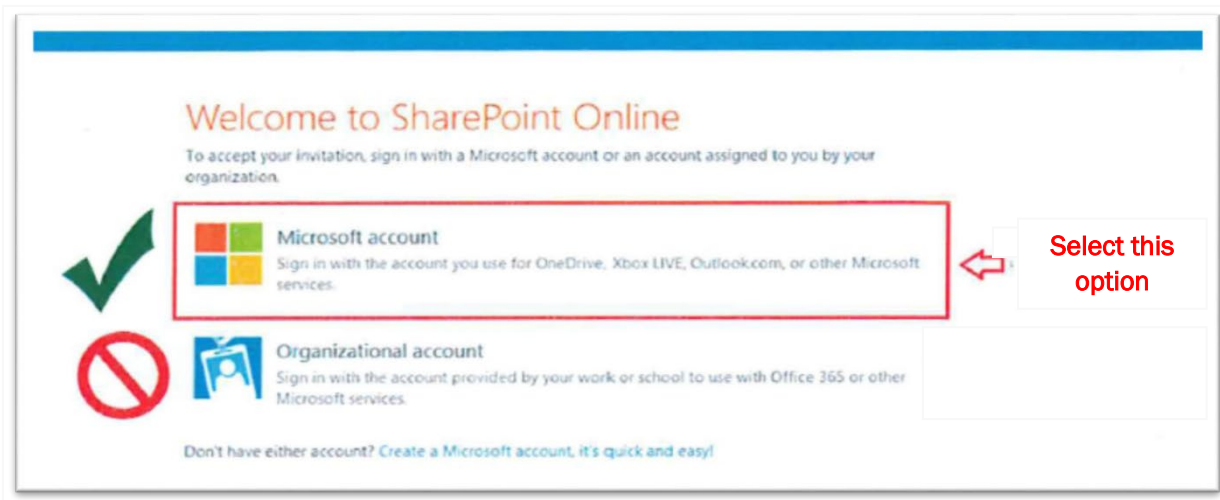 Welcome to SharePoint Online
To accept your invitation, sign in with a Microsoft account or an account assigned to you by your
organization.
Microsoft account
Sign in with the account you use for OneDrive, Xbox LIVE, Outlook.com, or other Microsoft
services.
Select this
option
Organizational account
Sign in with the account provided by your work or school to use with Office 365 or other
Microsoft services.
Don't have either account? Create a Microsoft account, it's quick and easy!